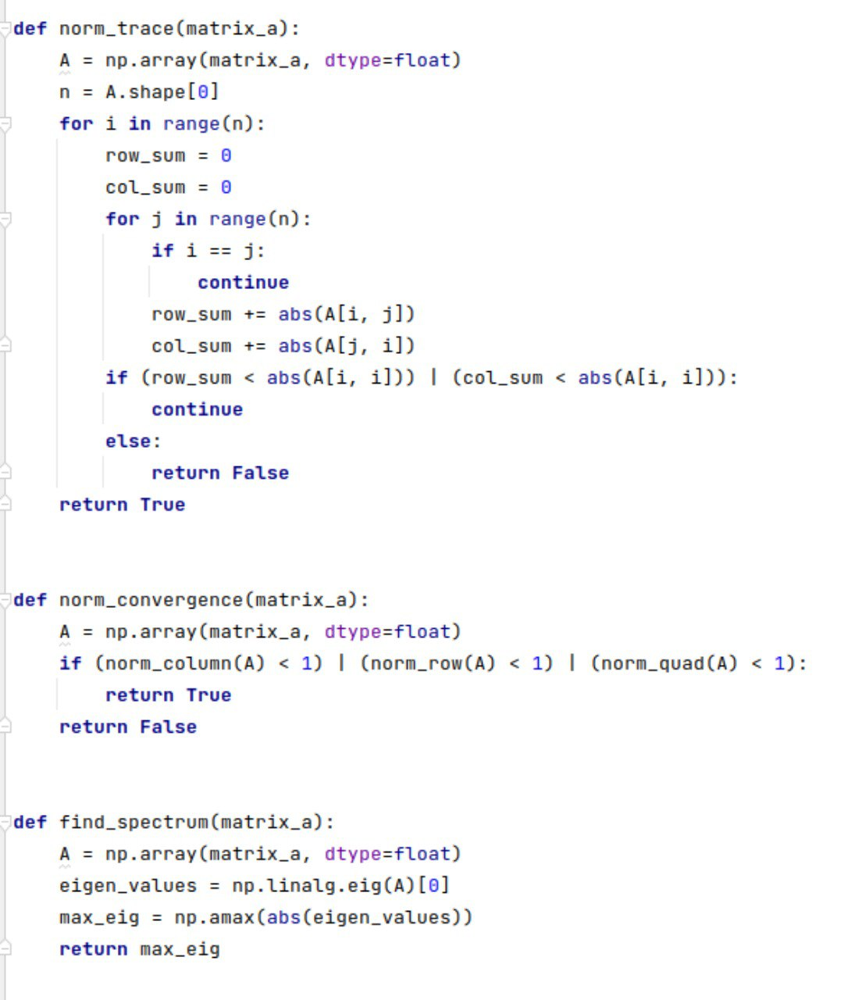 def norm_trace(matrix_a):
    A = np.array(matrix_a, dtype=float)
    n = A.shape[0]
    for i in range(n):
        row_sum = 0
        col_sum = 0
        for j in range(n):
            if i == j:
                continue
            row_sum += abs(A[i, j])
            col_sum += abs(A[j, i])
        if (row_sum < abs(A[i, i])) | (col_sum < abs(A[i, i])):
            continue
        else:
            return False
    return True
def norm_convergence(matrix_a):
    A = np.array(matrix_a, dtype=float)
    if (norm_column(A) < 1) | (norm_row(A) < 1) | (norm_quad(A) < 1):
        return True
    return False
def find_spectrum(matrix_a):
    A = np.array(matrix_a, dtype=float)
    eigen_values = np.linalg.eig(A)[0]
    max_eig = np.amax(abs(eigen_values))
    return max_eig